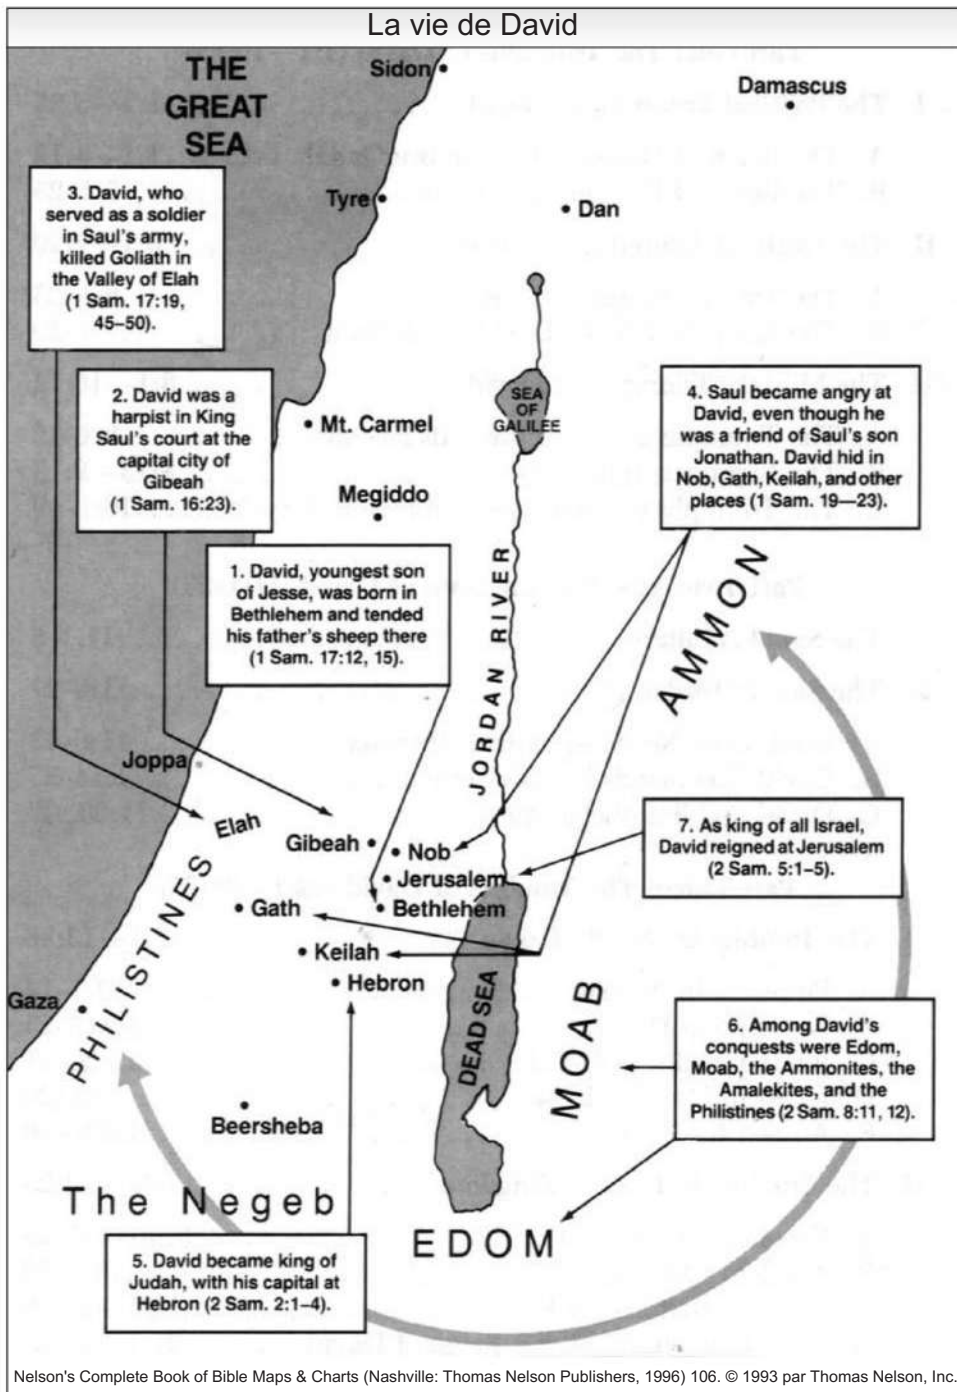 La vie de David
THE
GREAT
SEA
Sidon
Damascus
Tyre
Dan
3. David, who
served as a soldier
in Saul's army,
killed Goliath in
the Valley of Elah
(1 Sam. 17:19,
45–50).
2. David was a
harpist in King
Saul's court at the
capital city of
Gibeah
(1 Sam. 16:23).
Mt. Carmel
SEA
OF
GALILEE
4. Saul became angry at
David, even though he
was a friend of Saul's son
Jonathan. David hid in
Nob, Gath, Keilah, and other
places (1 Sam. 19—23).
Megiddo
1. David, youngest son
of Jesse, was born in
Bethlehem and tended
his father's sheep there
(1 Sam. 17:12, 15).
JORDAN RIVER
AMMON
Joppa
Elah
Gibeah
Nob
Jerusalem
7. As king of all Israel,
David reigned at Jerusalem
(2 Sam. 5:1–5).
PHILISTINES
Gath
Bethlehem
Keilah
Hebron
Gaza
DEAD SEA
MOAB
6. Among David's
conquests were Edom,
Moab, the Ammonites, the
Amalekites, and the
Philistines (2 Sam. 8:11, 12).
Beersheba
The Negeb
EDOM
5. David became king of
Judah, with his capital at
Hebron (2 Sam. 2:1–4).
Nelson's Complete Book of Bible Maps & Charts (Nashville: Thomas Nelson Publishers, 1996) 106. © 1993 par Thomas Nelson, Inc.